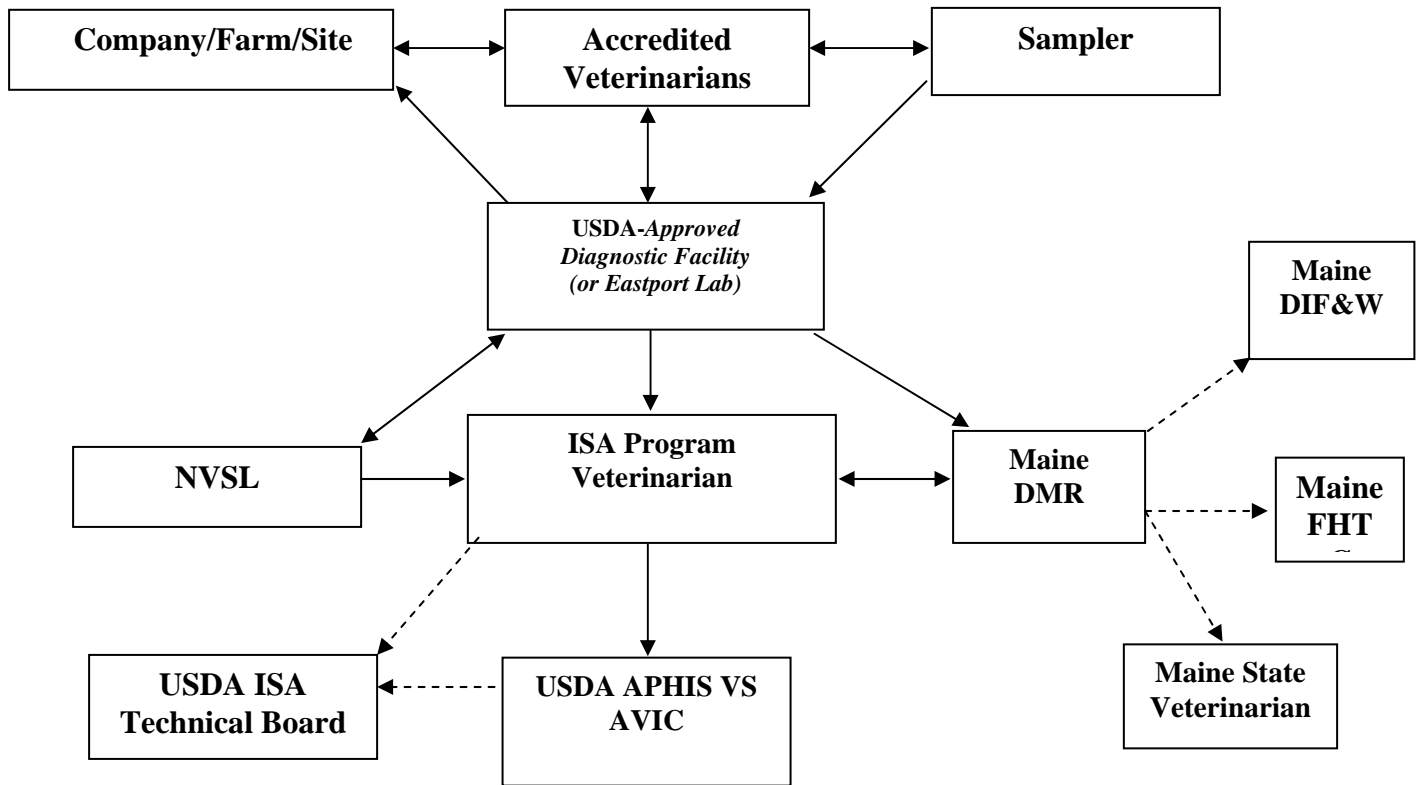 Company/Farm/Site
Accredited
Veterinarians
Sampler
USDA-Approved
Diagnostic Facility
(or Eastport Lab)
Maine
DIF&W
NVSL
ISA Program
Veterinarian
Maine
DMR
Maine
FHT
USDA ISA
Technical Board
USDA APHIS VS
AVIC
Maine State
Veterinarian